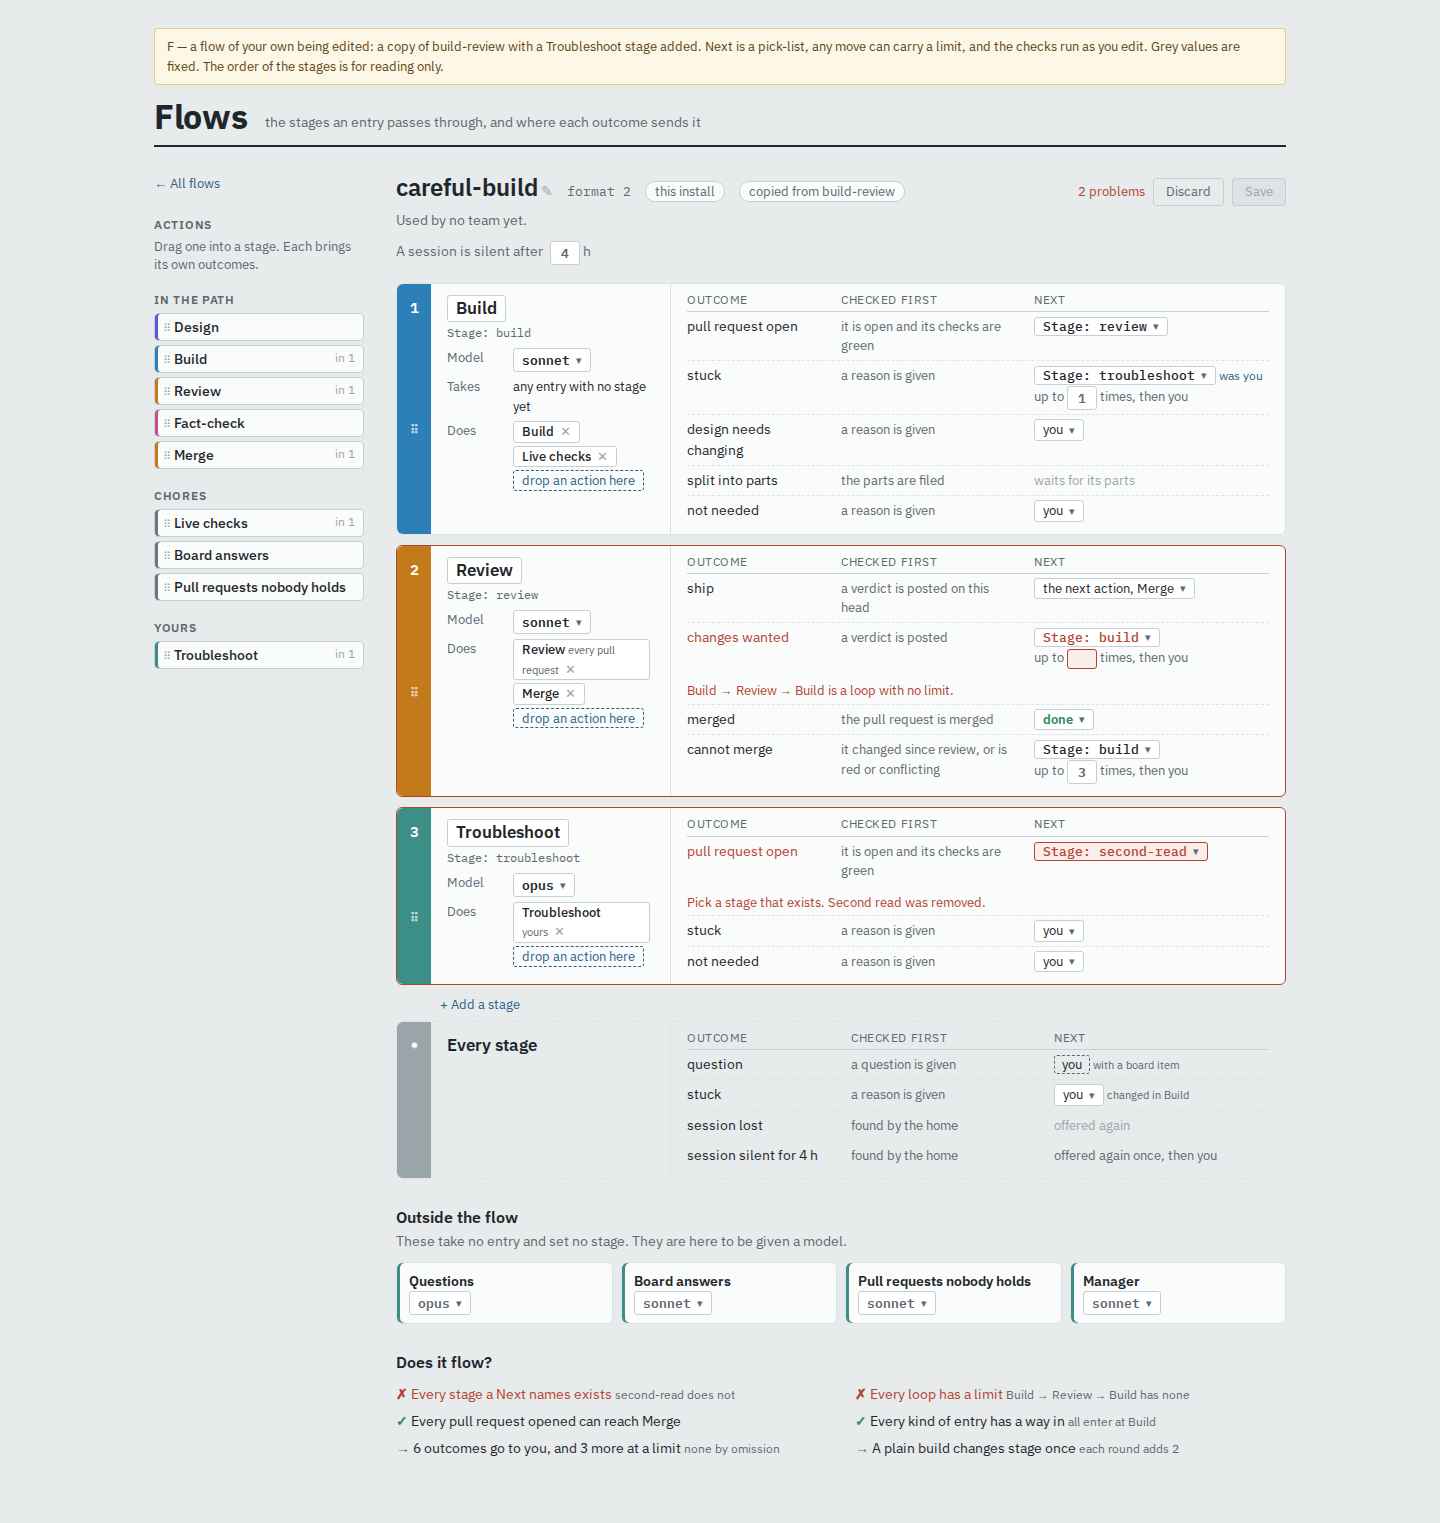 F — a flow of your own being edited: a copy of build-review with a Troubleshoot stage added. Next is a pick-list, any move can carry a limit, and the checks run as you edit. Grey values are
fixed. The order of the stages is for reading only.
Flows the stages an entry passes through, and where each outcome sends it
← All flows
ACTIONS
Drag one into a stage. Each brings
its own outcomes.
IN THE PATH
⠿ Design
⠿ Build in 1
⠿ Review in 1
⠿ Fact-check
⠿ Merge in 1
CHORES
⠿ Live checks in 1
⠿ Board answers
⠿ Pull requests nobody holds
YOURS
⠿ Troubleshoot in 1
careful-build ✎ format 2 this install copied from build-review 2 problems Discard Save
Used by no team yet.
A session is silent after 4 h
1 Build
Stage: build
Model sonnet ▾
Takes any entry with no stage
yet
⠿ Does Build ✕
Live checks ✕
drop an action here
OUTCOME CHECKED FIRST NEXT
pull request open it is open and its checks are Stage: review ▾
green
stuck a reason is given Stage: troubleshoot ▾ was you
up to 1 times, then you
design needs a reason is given you ▾
changing
split into parts the parts are filed waits for its parts
not needed a reason is given you ▾
2 Review
Stage: review
Model sonnet ▾
Does Review every pull
request ✕
⠿ Merge ✕
drop an action here
OUTCOME CHECKED FIRST NEXT
ship a verdict is posted on this the next action, Merge ▾
head
changes wanted a verdict is posted Stage: build ▾
up to times, then you
Build → Review → Build is a loop with no limit.
merged the pull request is merged done ▾
cannot merge it changed since review, or is Stage: build ▾
red or conflicting up to 3 times, then you
3 Troubleshoot
Stage: troubleshoot
Model opus ▾
⠿ Does Troubleshoot
yours ✕
drop an action here
OUTCOME CHECKED FIRST NEXT
pull request open it is open and its checks are Stage: second-read ▾
green
Pick a stage that exists. Second read was removed.
stuck a reason is given you ▾
not needed a reason is given you ▾
+ Add a stage
* Every stage
OUTCOME CHECKED FIRST NEXT
question a question is given you with a board item
stuck a reason is given you ▾ changed in Build
session lost found by the home offered again
session silent for 4 h found by the home offered again once, then you
Outside the flow
These take no entry and set no stage. They are here to be given a model.
Questions
opus ▾
Board answers
sonnet ▾
Pull requests nobody holds
sonnet ▾
Manager
sonnet ▾
Does it flow?
✗ Every stage a Next names exists second-read does not
✗ Every loop has a limit Build → Review → Build has none
✓ Every pull request opened can reach Merge
✓ Every kind of entry has a way in all enter at Build
→ 6 outcomes go to you, and 3 more at a limit none by omission
→ A plain build changes stage once each round adds 2